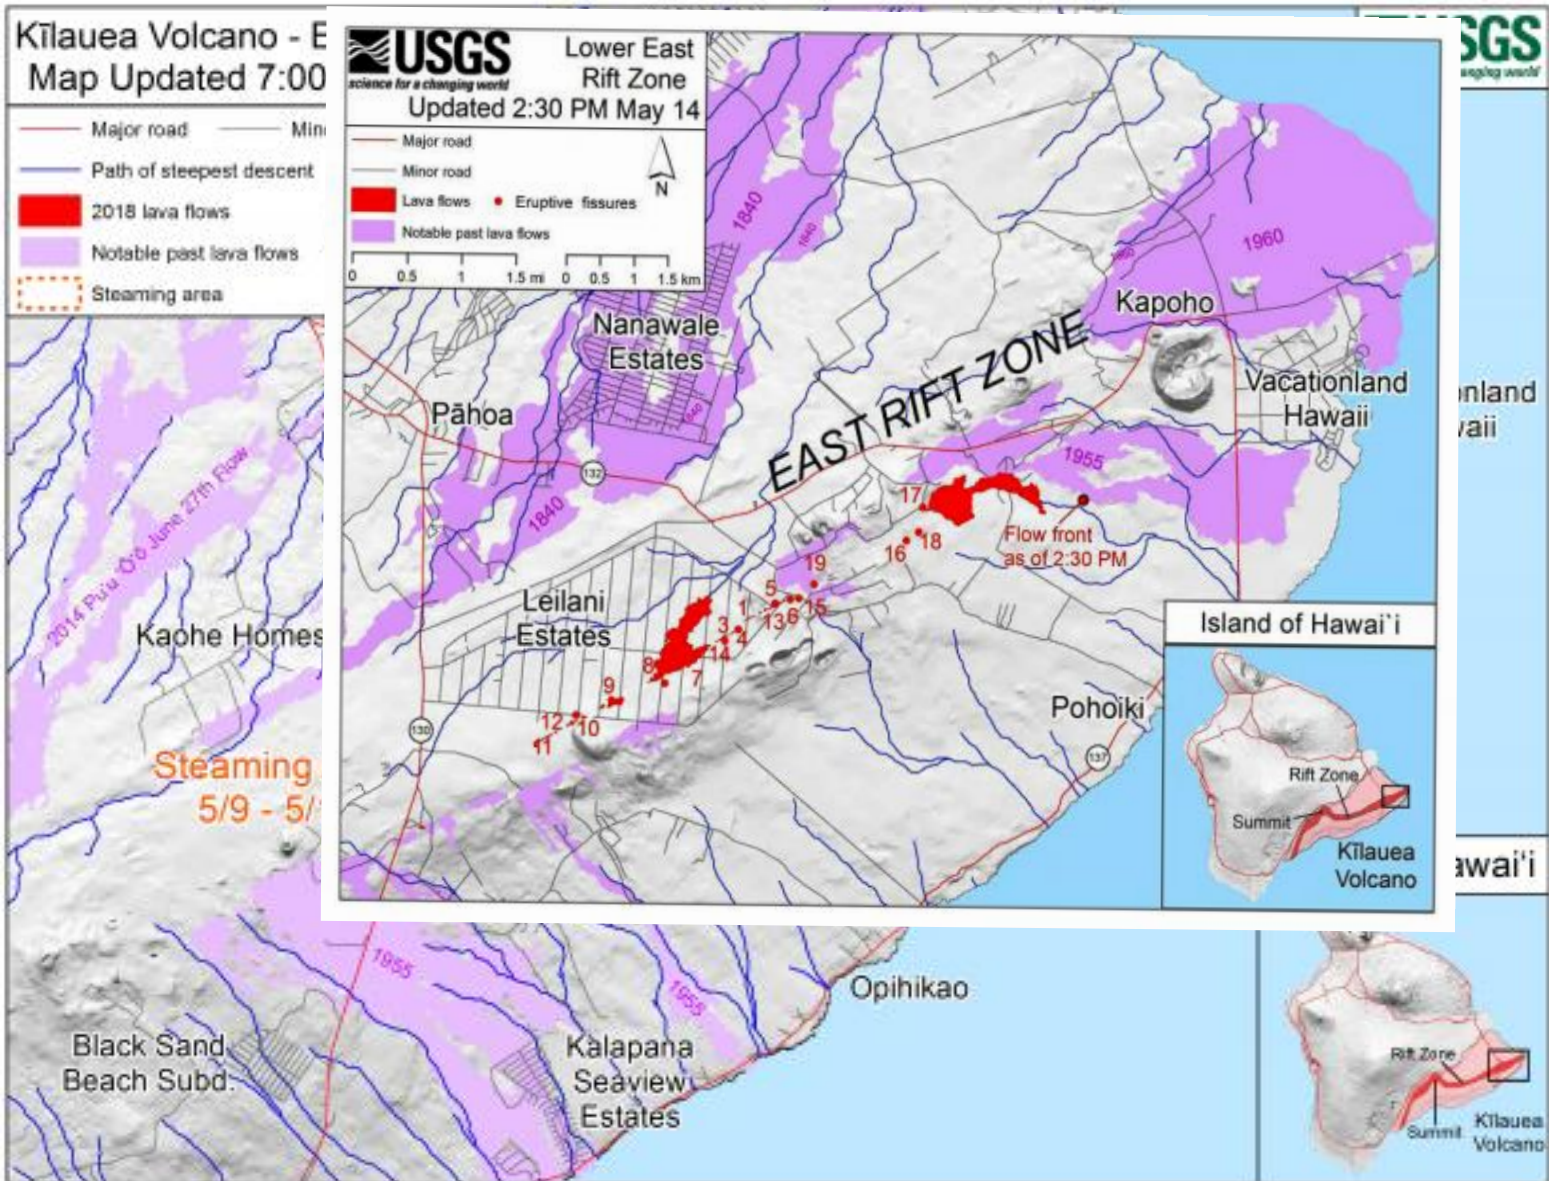 Kīlauea Volcano - E
Map Updated 7:00
Major road
Path of steepest descent
2018 lava flows
Notable past lava flows
Steaming area
USGS
science for a changing world
Lower East
Rift Zone
Updated 2:30 PM May 14
Major road
Minor road
Lava flows
Eruptive fissures
Notable past lava flows
N
0 0.5 1 1.5 mi
0 0.5 1 1.5 km
1840
1840
1960
Kapoho
Nanawale
Estates
EAST RIFT ZONE
Vacationland
Hawaii
Pāhoa
1840
132
1955
1840
17
Flow front
as of 2:30 PM
16
18
19
5
15
6
13
1
3
4
14
Leilani
Estates
8
7
9
12
10
11
130
Pohoiki
137
Island of Hawai`i
Rift Zone
Summit
Kīlauea
Volcano
SGS
onland
waii
2014 Pu'u 'Ō'ō June 27th Flow
Kaohe Homes
Steaming
5/9 - 5/
1955
1955
Opihikao
Black Sand
Beach Subd.
Kalapana
Seaview
Estates
awai'i
Rift Zone
Summit
Kīlauea
Volcano